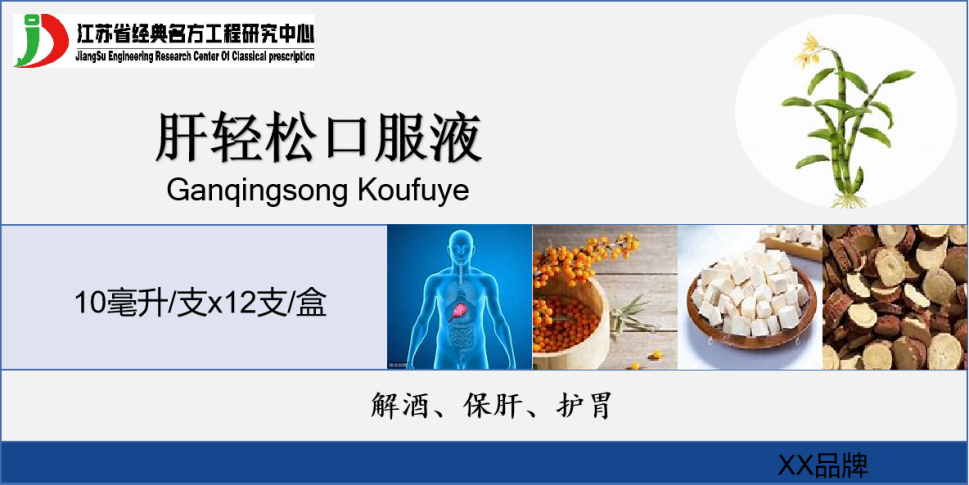 江苏省经典名方工程研究中心
JiangSu Engineering Research Center Of Classical prescription
肝轻松口服液
Ganqingsong Koufuye
10毫升/支x12支/盒
解酒、保肝、护胃
XX品牌